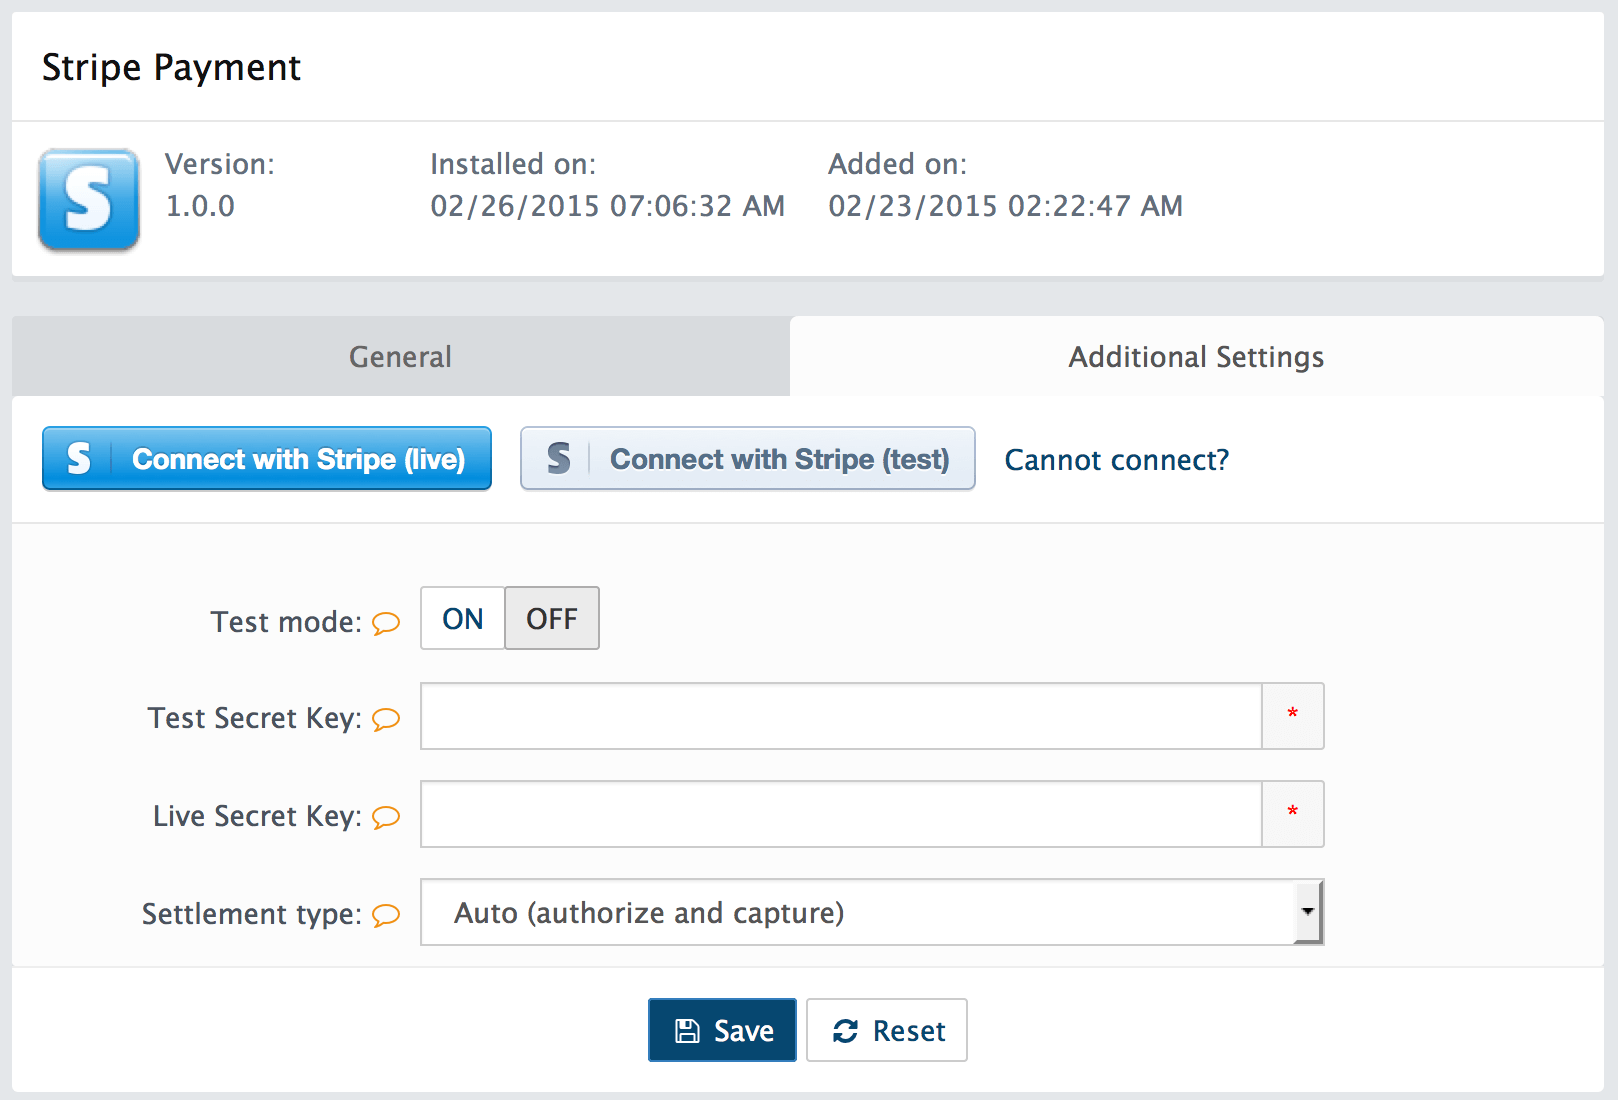 Stripe Payment
S
Version:
1.0.0
Installed on:
02/26/2015 07:06:32 AM
Added on:
02/23/2015 02:22:47 AM
General
Additional Settings
S Connect with Stripe (live)
S Connect with Stripe (test)
Cannot connect?
Test mode: ON OFF
Test Secret Key: *
Live Secret Key: *
Settlement type: Auto (authorize and capture)
Save Reset